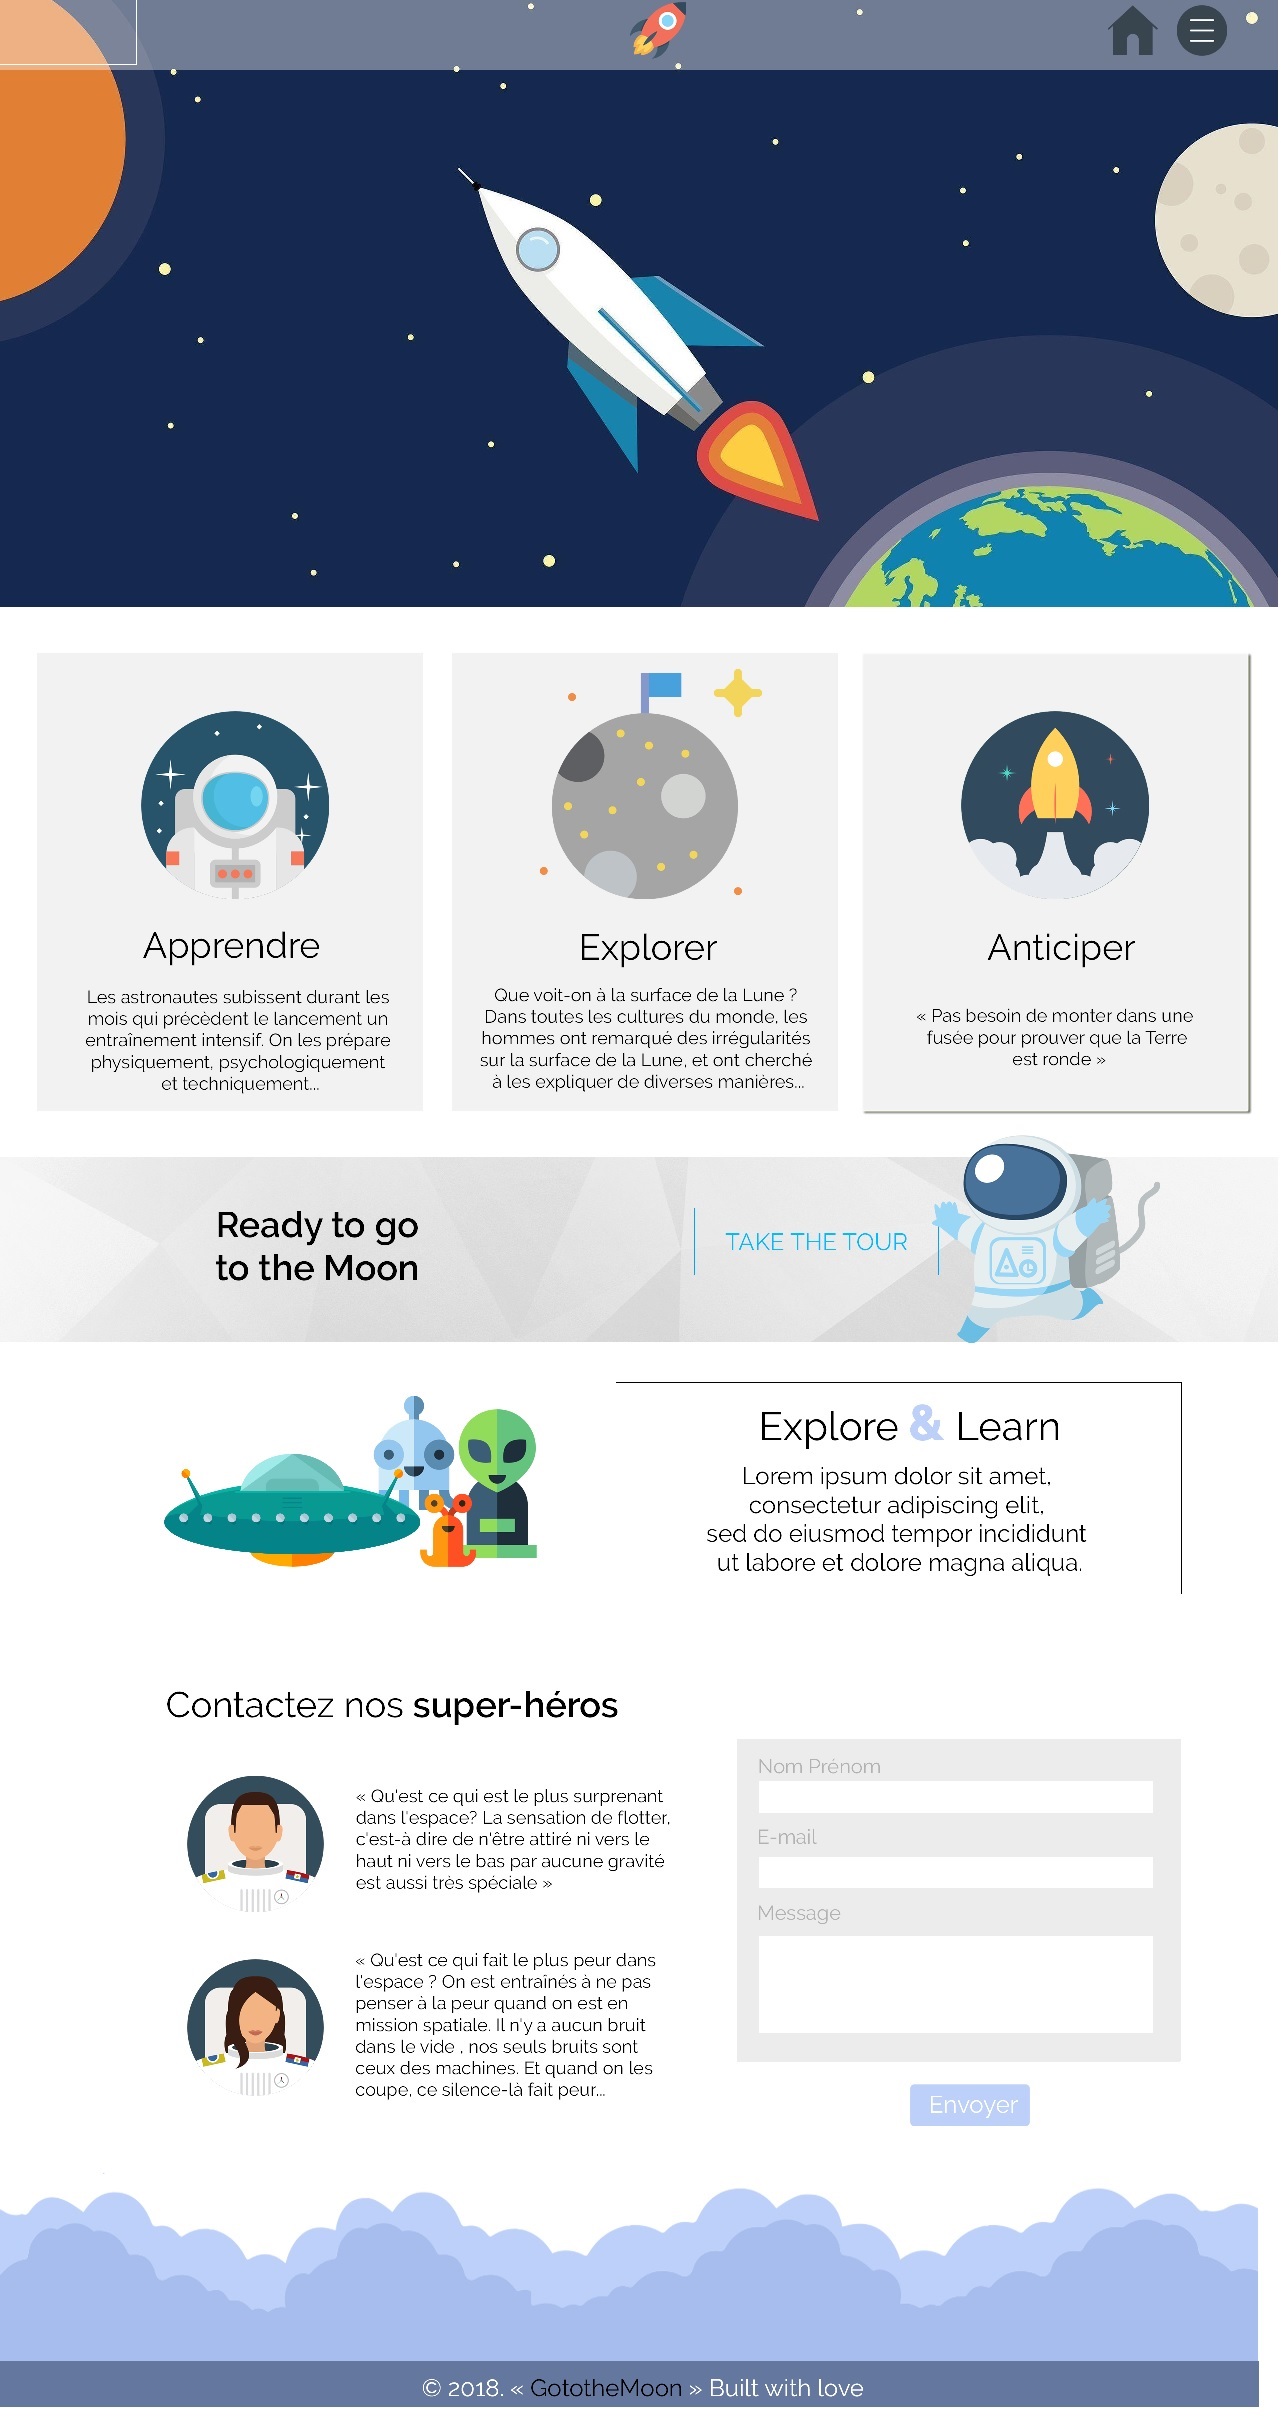 Apprendre
Les astronautes subissent durant les
mois qui précèdent le lancement un
entraînement intensif. On les prépare
physiquement, psychologiquement
et techniquement...
Explorer
Que voit-on à la surface de la Lune ?
Dans toutes les cultures du monde, les
hommes ont remarqué des irrégularités
sur la surface de la Lune, et ont cherché
à les expliquer de diverses manières...
Anticiper
« Pas besoin de monter dans une
fusée pour prouver que la Terre
est ronde »
Ready to go
to the Moon
TAKE THE TOUR
Explore & Learn
Lorem ipsum dolor sit amet,
consectetur adipiscing elit,
sed do eiusmod tempor incididunt
ut labore et dolore magna aliqua.
Contactez nos super-héros
« Qu'est ce qui est le plus surprenant
dans l'espace? La sensation de flotter,
c'est-à dire de n'être attiré ni vers le
haut ni vers le bas par aucune gravité
est aussi très spéciale »
« Qu'est ce qui fait le plus peur dans
l'espace ? On est entraînés à ne pas
penser à la peur quand on est en
mission spatiale. Il n'y a aucun bruit
dans le vide , nos seuls bruits sont
ceux des machines. Et quand on les
coupe, ce silence-là fait peur...
Nom Prénom
E-mail
Message
Envoyer
© 2018. « GototheMoon » Built with love